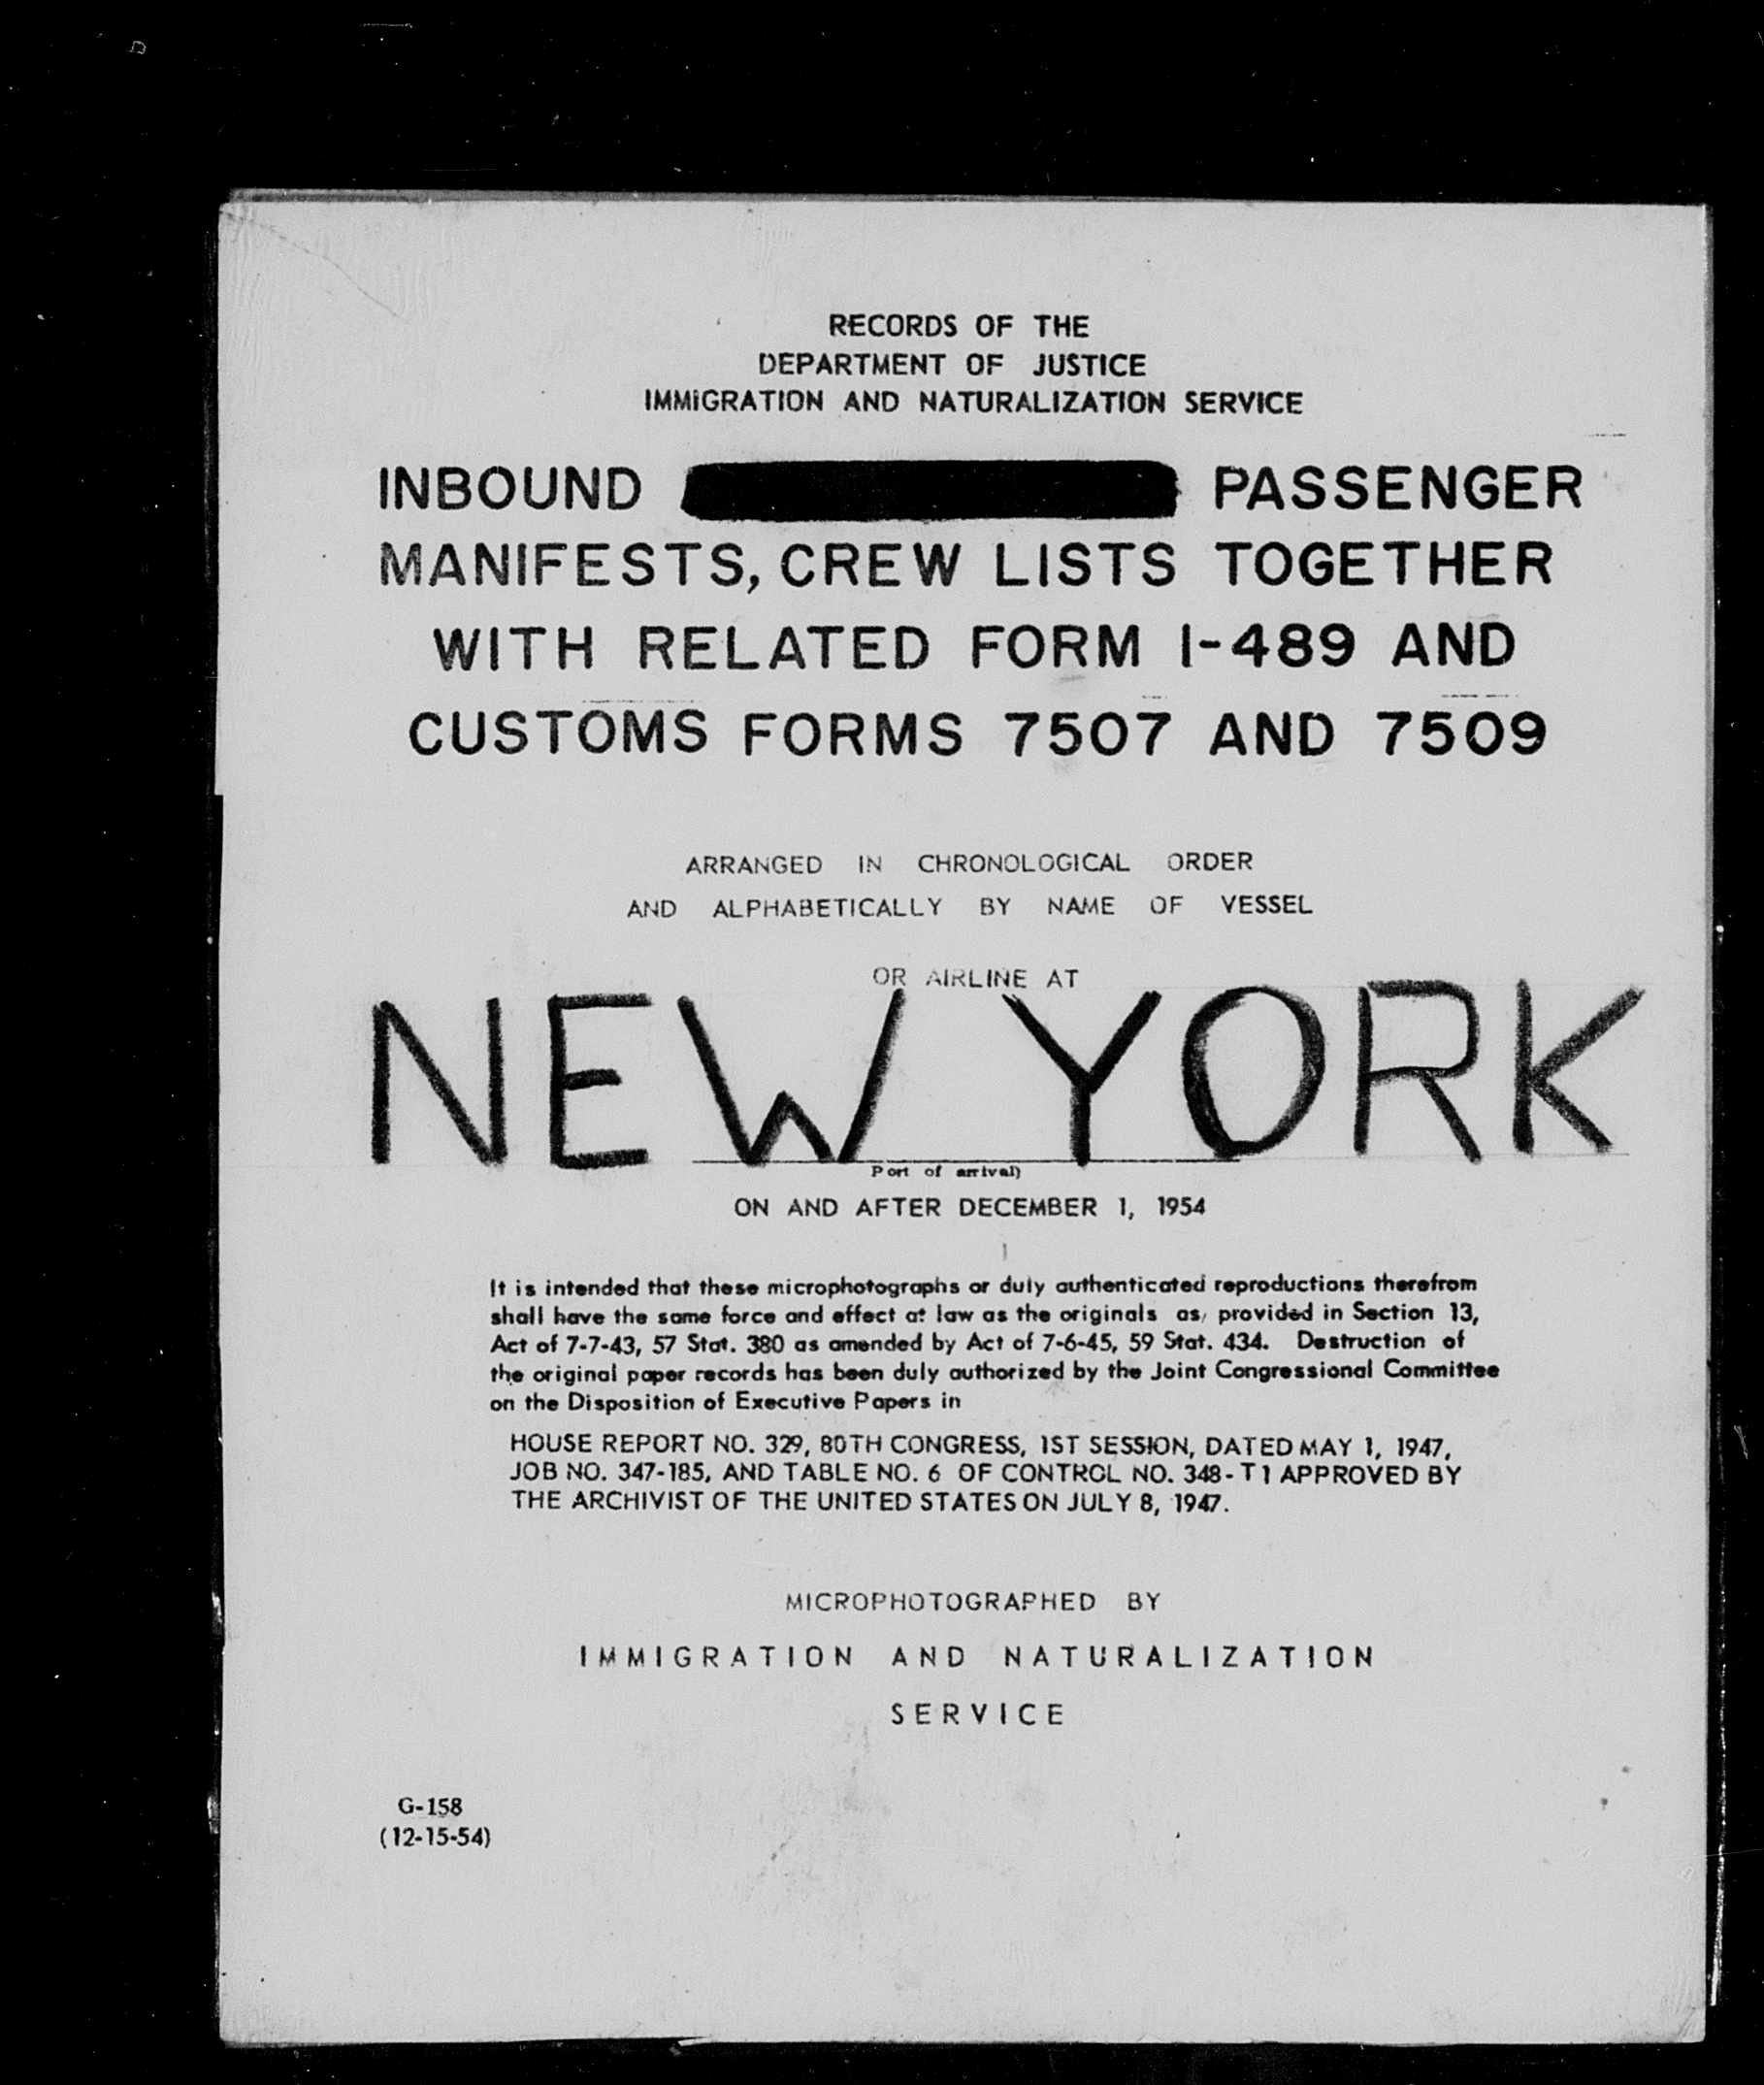 RECORDS OF THE
DEPARTMENT OF JUSTICE
IMMIGRATION AND NATURALIZATION SERVICE
INBOUND PASSENGER
MANIFESTS, CREW LISTS TOGETHER
WITH RELATED FORM I-489 AND
CUSTOMS FORMS 7507 AND 7509
ARRANGED IN CHRONOLOGICAL ORDER
AND ALPHABETICALLY BY NAME OF VESSEL
OR AIRLINE AT
NEW YORK
Port of arrival)
ON AND AFTER DECEMBER 1, 1954
It is intended that these microphotographs or duly authenticated reproductions therefrom
shall have the same force and effect at law as the originals as, provided in Section 13,
Act of 7-7-43, 57 Stat. 380 as amended by Act of 7-6-45, 59 Stat. 434. Destruction of
the original paper records has been duly authorized by the Joint Congressional Committee
on the Disposition of Executive Papers in
HOUSE REPORT NO. 329, 80TH CONGRESS, 1ST SESSION, DATED MAY 1, 1947,
JOB NO. 347-185, AND TABLE NO. 6 OF CONTROL NO. 348-T1 APPROVED BY
THE ARCHIVIST OF THE UNITED STATES ON JULY 8, 1947.
MICROPHOTOGRAPHED BY
IMMIGRATION AND NATURALIZATION
SERVICE
G-158
(12-15-54)